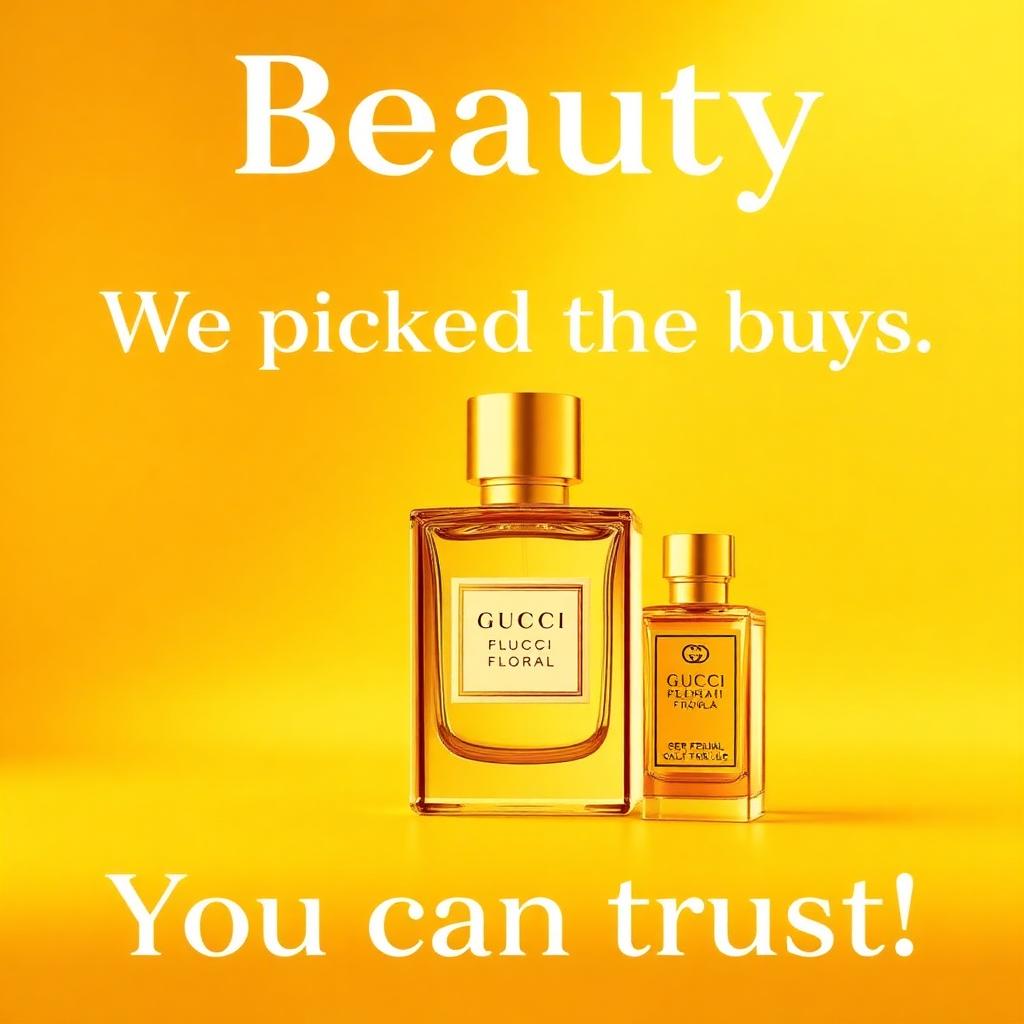 Beauty
We picked the buys.
GUCCI
FLUCCI
FLORAL
GUCCI
You can trust!